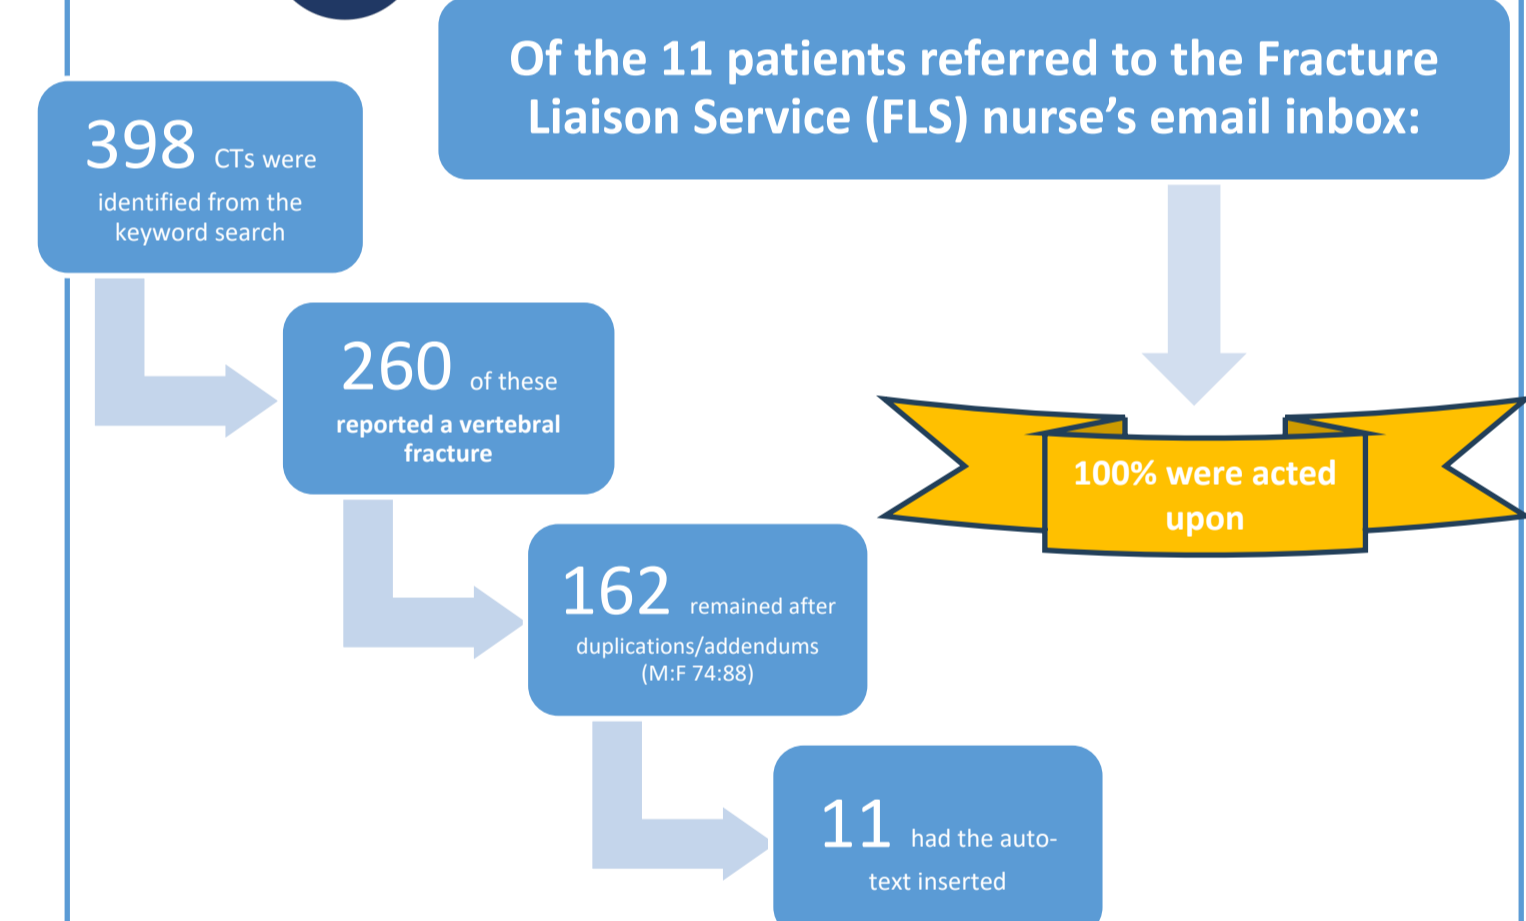 Of the 11 patients referred to the Fracture
Liaison Service (FLS) nurse’s email inbox:
398 CTs were
identified from the
keyword search
260 of these
reported a vertebral
fracture
100% were acted
upon
162 remained after
duplications/addendums
(M:F 74:88)
11 had the auto-
text inserted